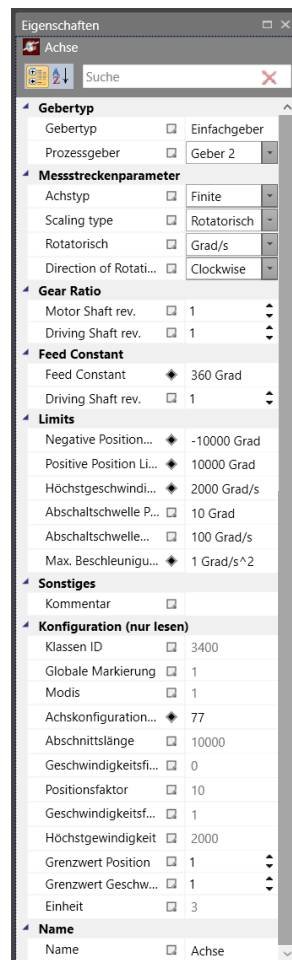 Eigenschaften
Achse
Suche
Gebertyp
Gebertyp Einfachgeber
Prozessgeber Geber 2
Messstreckenparameter
Achstyp Finite
Scaling type Rotatorisch
Rotatorisch Grad/s
Direction of Rotati... Clockwise
Gear Ratio
Motor Shaft rev. 1
Driving Shaft rev. 1
Feed Constant
Feed Constant 360 Grad
Driving Shaft rev. 1
Limits
Negative Position... -10000 Grad
Positive Position Li... 10000 Grad
Höchstgeschwindi... 2000 Grad/s
Abschaltschwelle P... 10 Grad
Abschaltschwelle... 100 Grad/s
Max. Beschleunigu... 1 Grad/s^2
Sonstiges
Kommentar
Konfiguration (nur lesen)
Klassen ID 3400
Globale Markierung 1
Modis 1
Achskonfiguration... 77
Abschnittslänge 10000
Geschwindigkeitsfi... 0
Positionsfaktor 10
Geschwindigkeitsf... 1
Höchstgewindigkeit 2000
Grenzwert Position 1
Grenzwert Geschw... 1
Einheit 3
Name
Name Achse